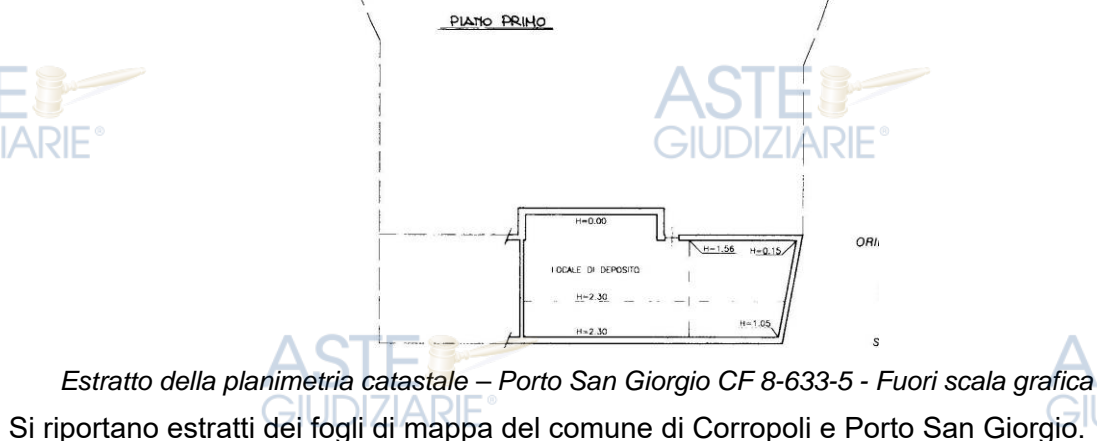 PIANO PRIMO
ASTE
GIUDIZIARIE®
H=0.00
H=1.56
H=0.15
LOCALE DI DEPOSITO
H=2.30
H=2.30
H=1.05
ASTE
GIUDIZIARIE®
Estratto della planimetria catastale – Porto San Giorgio CF 8-633-5 - Fuori scala grafica
Si riportano estratti dei fogli di mappa del comune di Corropoli e Porto San Giorgio.